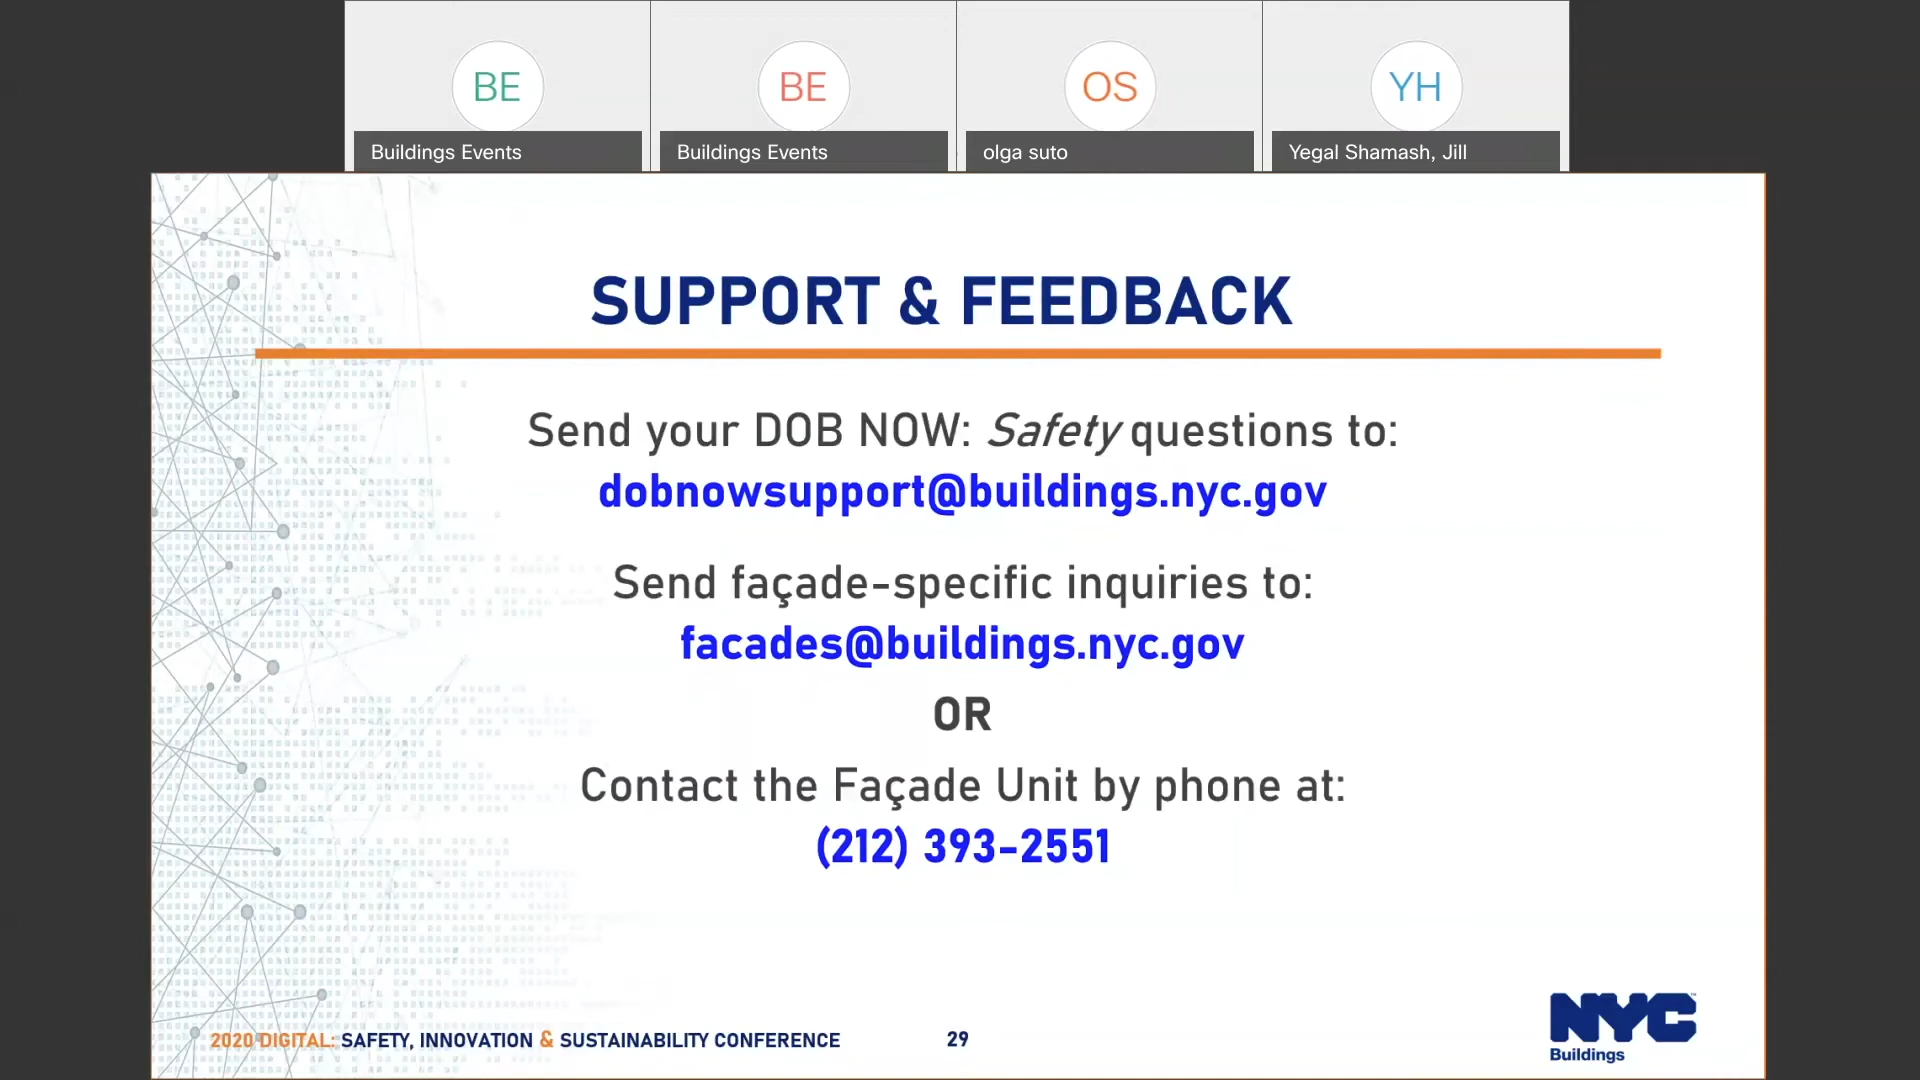 BE
BE
OS
YH
Buildings Events
Buildings Events
olga suto
Yegal Shamash, Jill
SUPPORT & FEEDBACK
Send your DOB NOW: Safety questions to:
dobnowsupport@buildings.nyc.gov
Send façade-specific inquiries to:
facades@buildings.nyc.gov
OR
Contact the Façade Unit by phone at:
(212) 393-2551
2020 DIGITAL: SAFETY, INNOVATION & SUSTAINABILITY CONFERENCE
29
NYC
Buildings